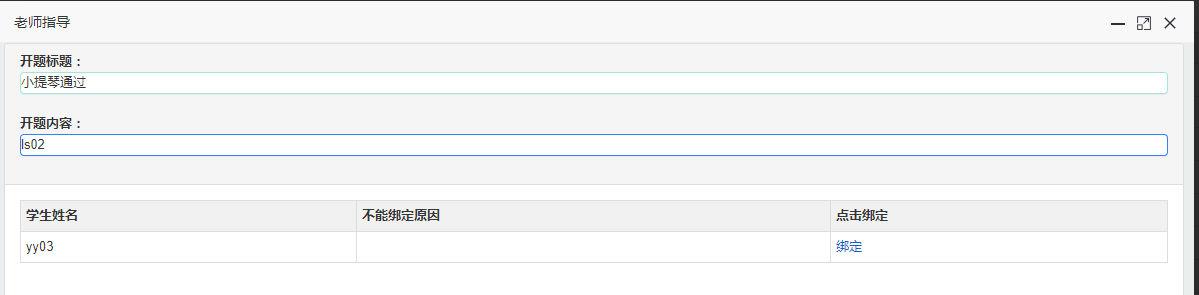 老师指导
开题标题：
小提琴通过
开题内容：
ls02
学生姓名 不能绑定原因 点击绑定
yy03 绑定